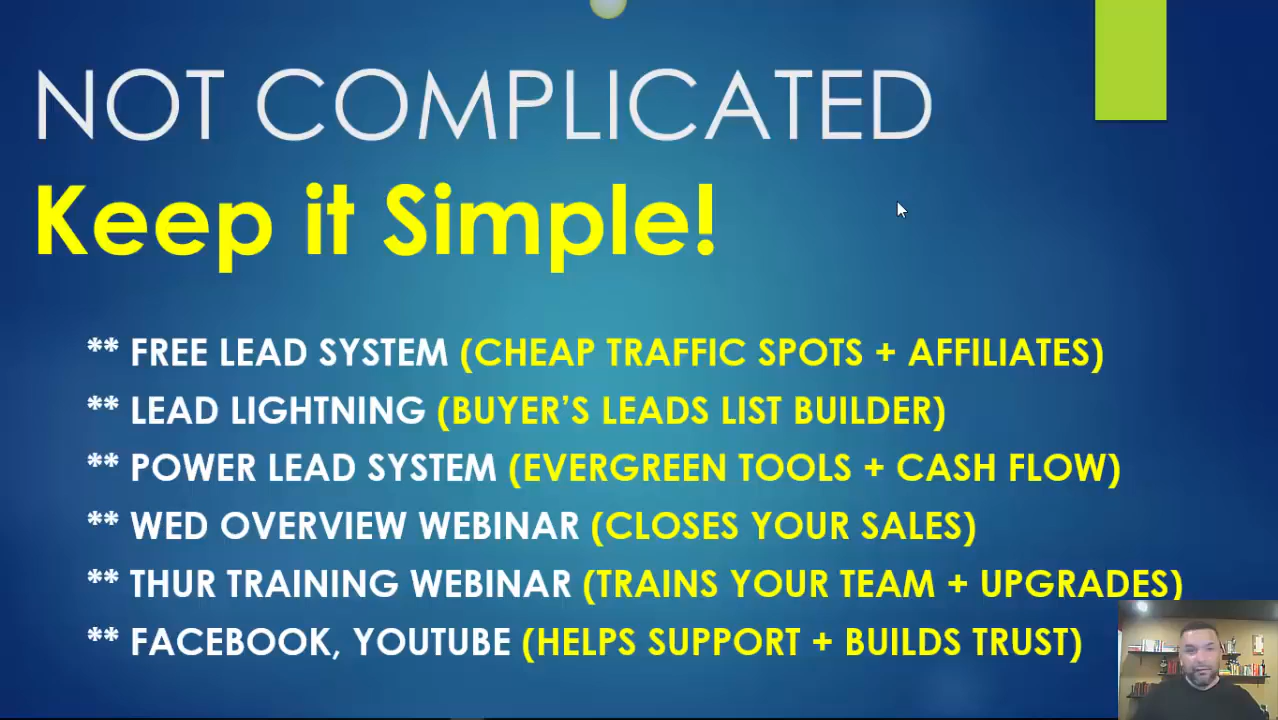 NOT COMPLICATED
Keep it Simple!
** FREE LEAD SYSTEM (CHEAP TRAFFIC SPOTS + AFFILIATES)
** LEAD LIGHTNING (BUYER’S LEADS LIST BUILDER)
** POWER LEAD SYSTEM (EVERGREEN TOOLS + CASH FLOW)
** WED OVERVIEW WEBINAR (CLOSES YOUR SALES)
** THUR TRAINING WEBINAR (TRAINS YOUR TEAM + UPGRADES)
** FACEBOOK, YOUTUBE (HELPS SUPPORT + BUILDS TRUST)